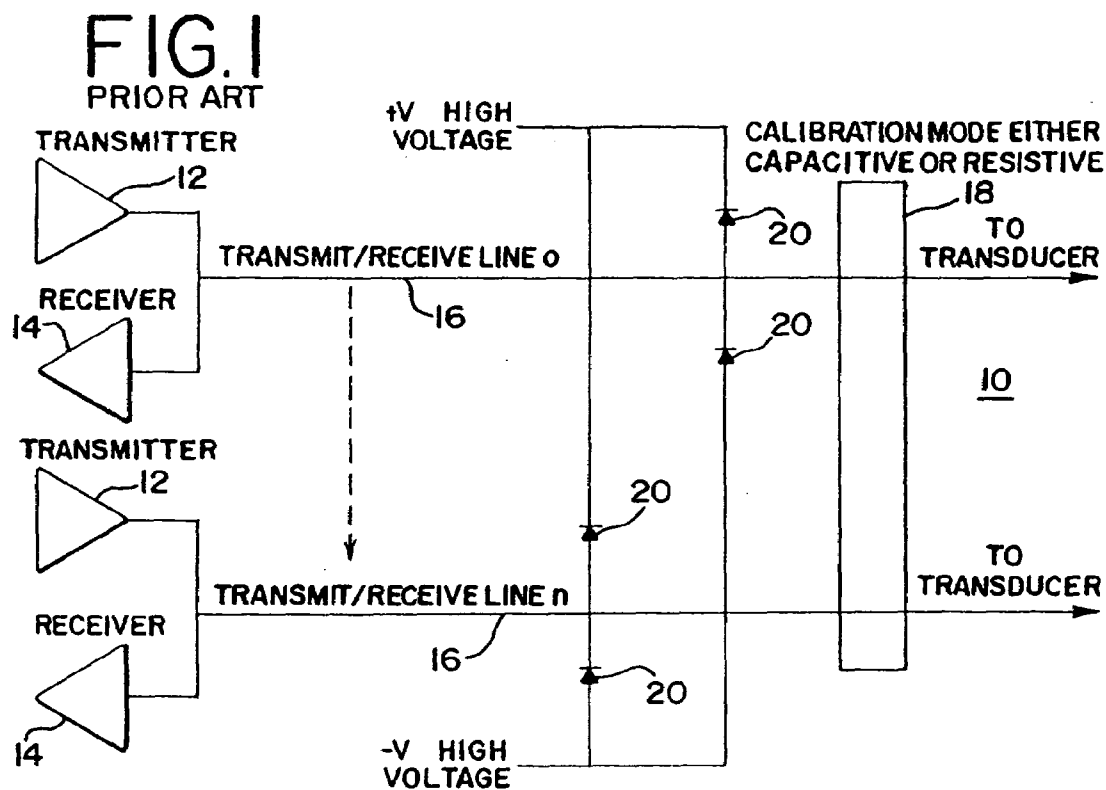 FIG. 1
PRIOR ART
TRANSMITTER
12
+V HIGH
VOLTAGE
CALIBRATION MODE EITHER
CAPACITIVE OR RESISTIVE
18
20
TO
TRANSDUCER
TRANSMIT/RECEIVE LINE 0
16
RECEIVER
14
20
10
TRANSMITTER
12
20
TO
TRANSDUCER
TRANSMIT/RECEIVE LINE n
16
RECEIVER
14
20
-V HIGH
VOLTAGE